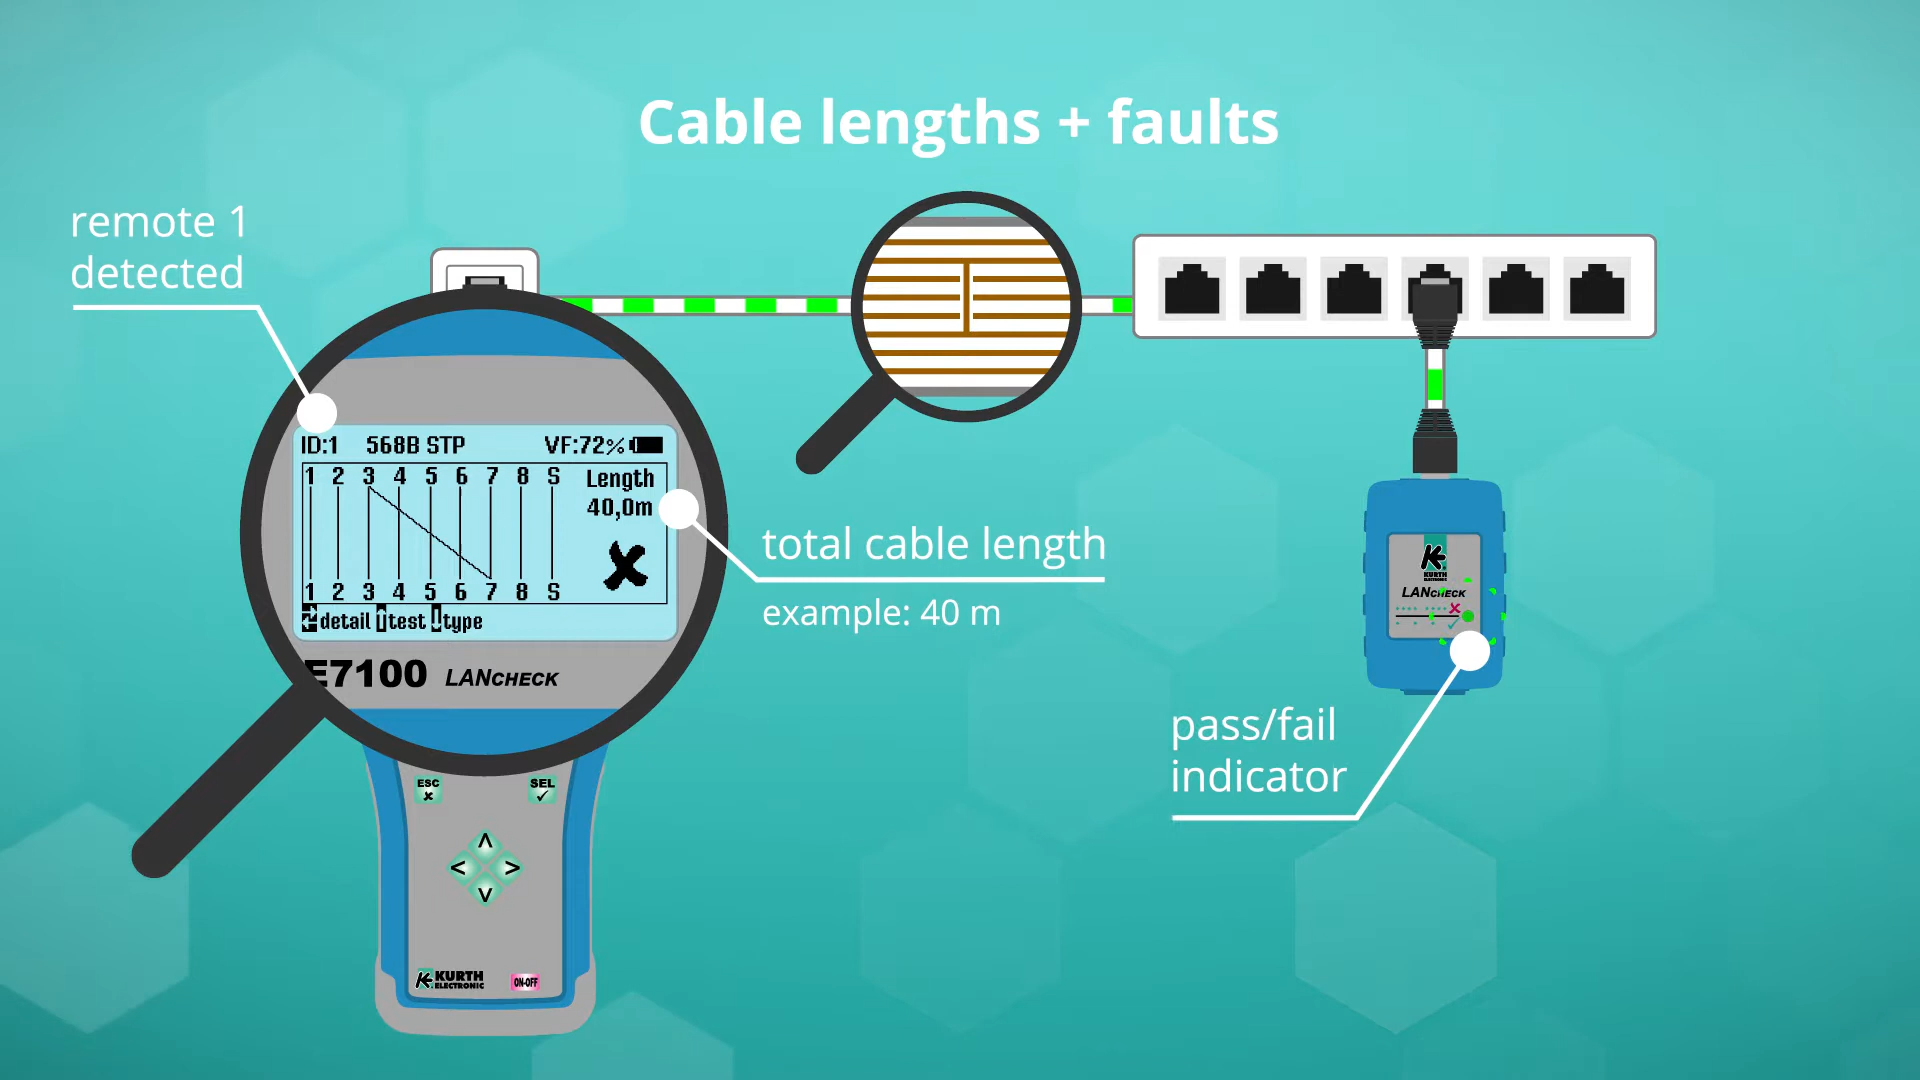 Cable lengths + faults
remote 1
detected
ID:1 568B STP VF:72%
1 2 3 4 5 6 7 8 S
Length
40,0m
1 2 3 4 5 6 7 8 S
detail test type
E7100 LANCHECK
total cable length
example: 40 m
KURTH
ELECTRONIC
LANCHECK
pass/fail
indicator
ESC
SEL
KURTH
ELECTRONIC
ON-OFF